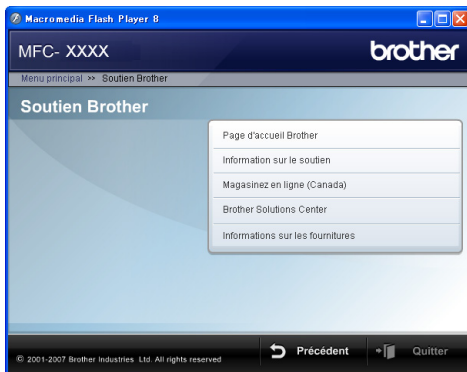 Macromedia Flash Player 8
MFC- XXXX
brother
Menu principal >> Soutien Brother
Soutien Brother
Page d'accueil Brother
Information sur le soutien
Magasinez en ligne (Canada)
Brother Solutions Center
Informations sur les fournitures
© 2001-2007 Brother Industries Ltd. All rights reserved
Précédent
Quitter